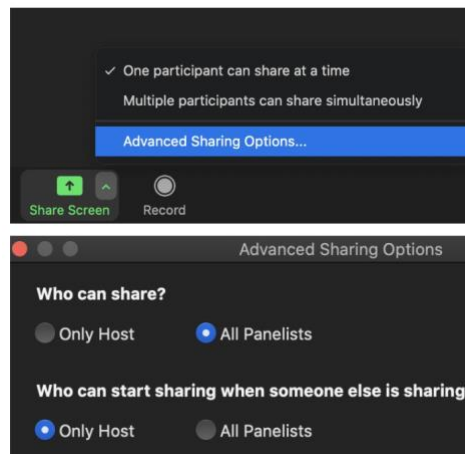 One participant can share at a time
Multiple participants can share simultaneously
Advanced Sharing Options...
Share Screen Record
Advanced Sharing Options
Who can share?
Only Host All Panelists
Who can start sharing when someone else is sharing
Only Host All Panelists